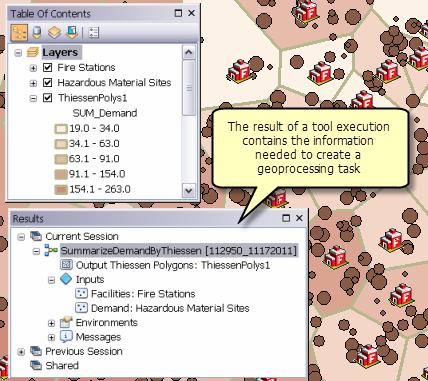 Table Of Contents
Layers
Fire Stations
Hazardous Material Sites
ThiessenPolys1
SUM_Demand
19.0 - 34.0
34.1 - 63.0
63.1 - 91.0
91.1 - 154.0
154.1 - 263.0
The result of a tool execution
contains the information
needed to create a
geoprocessing task
Results
Current Session
SummarizeDemandByThiessen [112950_11172011]
Output Thiessen Polygons: ThiessenPolys1
Inputs
Facilities: Fire Stations
Demand: Hazardous Material Sites
Environments
Messages
Previous Session
Shared